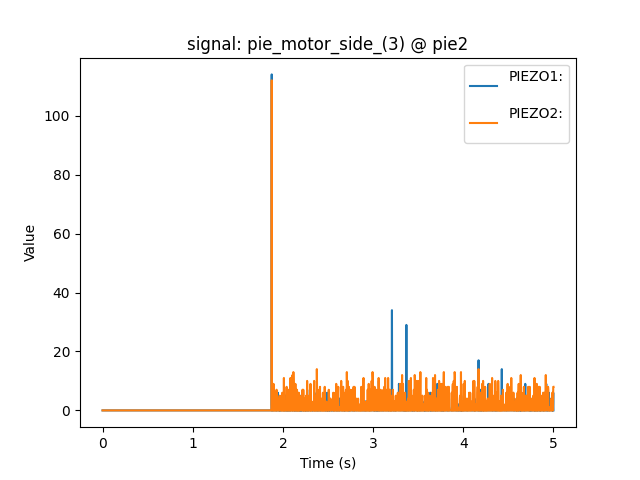 signal: pie_motor_side_(3) @ pie2
PIEZO1:
PIEZO2:
100
80
60
40
20
0
Value
0 1 2 3 4 5
Time (s)